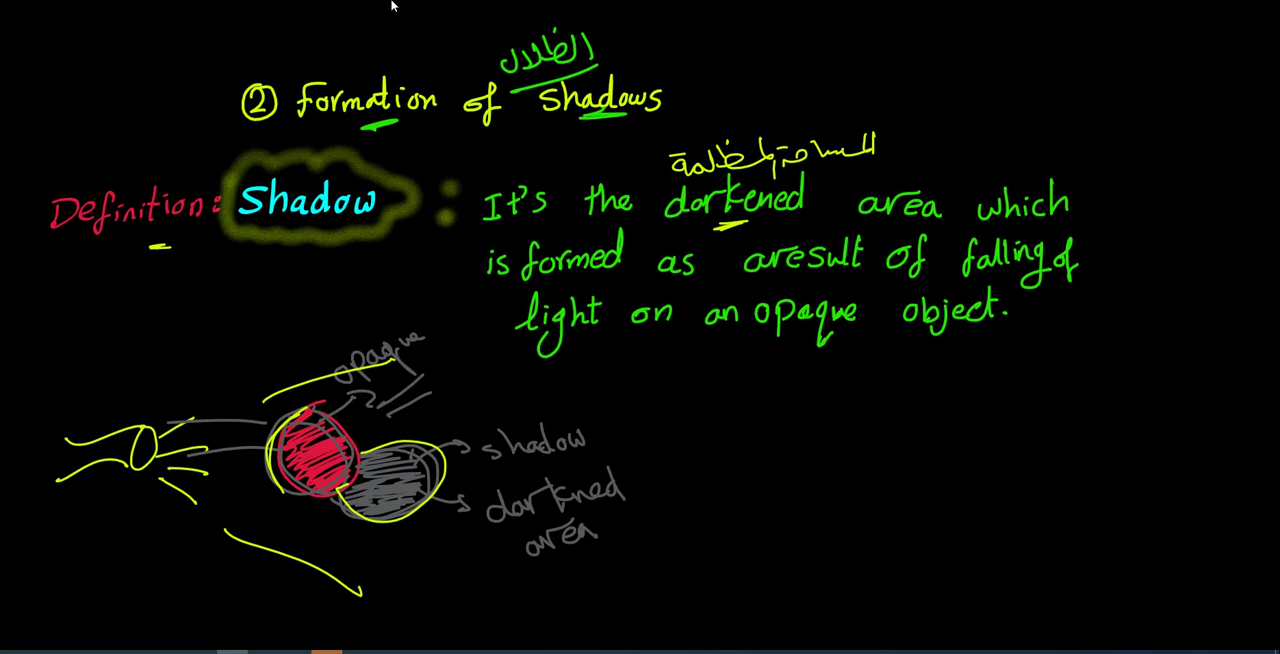 الظلال
② Formation of Shadows
المساحة المظلمة
Definition: Shadow : It's the darkened area which
is formed as aresult of falling of
light on an opaque object.
opaque
shadow
darkned
area